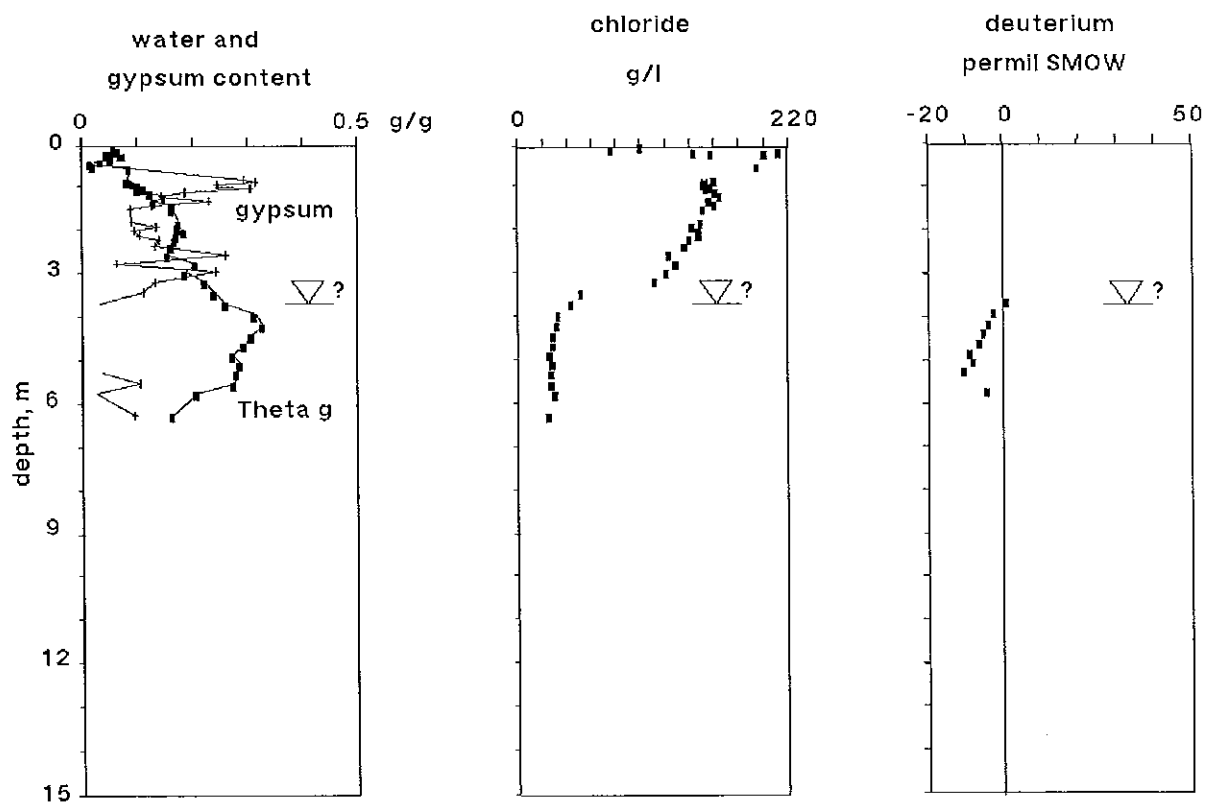 water and
gypsum content
0 0.5 g/g
gypsum
?
Theta g
depth, m
0
3
6
9
12
15
chloride
g/l
0 220
?
deuterium
permil SMOW
-20 0 50
?